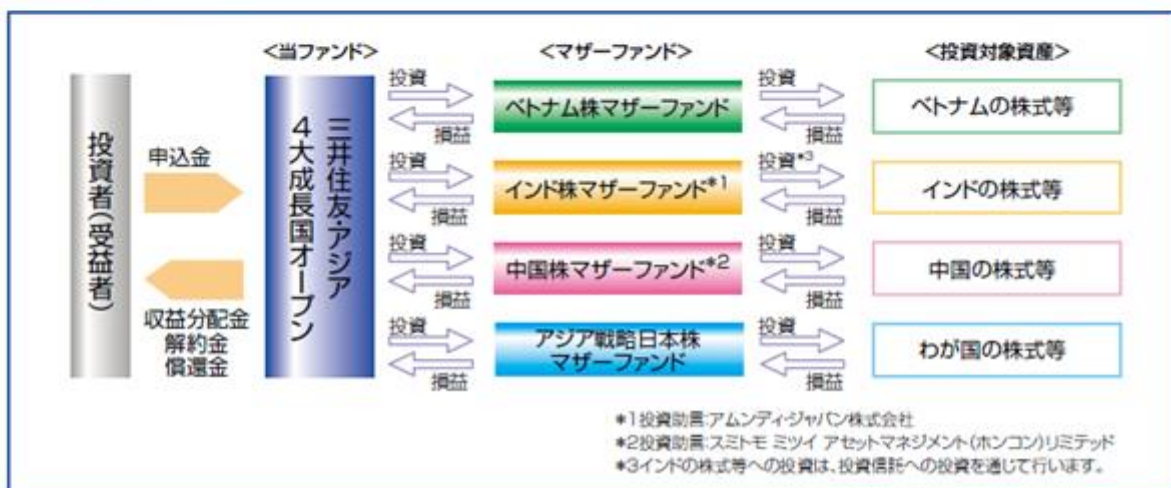 <当ファンド>
<マザーファンド>
<投資対象資産>
投資者(受益者)
申込金
収益分配金
解約金
償還金
三井住友・アジア
4大成長国オープン
投資
損益
ベトナム株マザーファンド
投資
損益
ベトナムの株式等
投資
損益
インド株マザーファンド*1
投資*3
損益
インドの株式等
投資
損益
中国株マザーファンド*2
投資
損益
中国の株式等
投資
損益
アジア戦略日本株
マザーファンド
投資
損益
わが国の株式等
*1投資助言:アムンディ・ジャパン株式会社
*2投資助言:スミトモ ミツイ アセットマネジメント(ホンコン)リミテッド
*3インドの株式等への投資は、投資信託への投資を通じて行います。